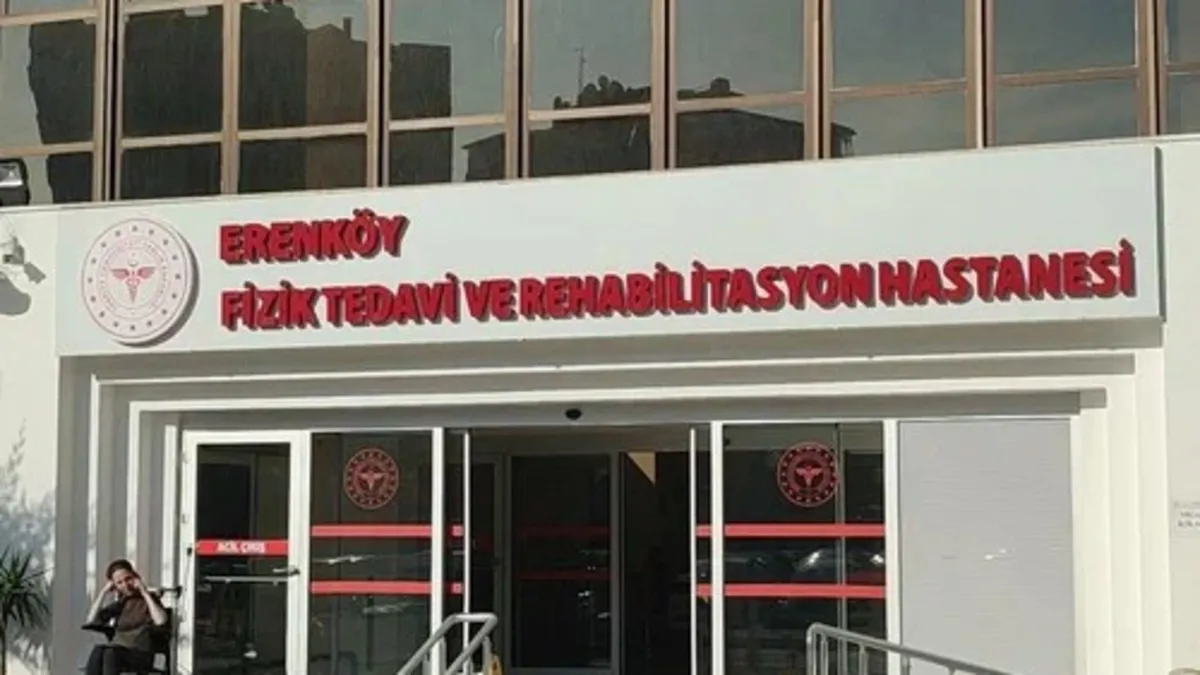 ERENKÖY
FİZİK TEDAVİ VE REHABİLİTASYON HASTANESİ
ACİL ÇIKIŞ